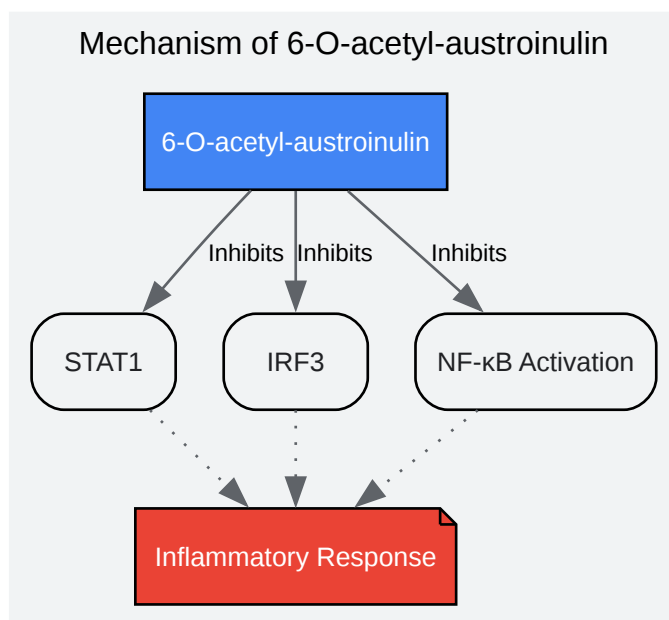 Mechanism of 6-O-acetyl-austroinulin
6-O-acetyl-austroinulin
Inhibits
Inhibits
Inhibits
STAT1
IRF3
NF-κB Activation
Inflammatory Response